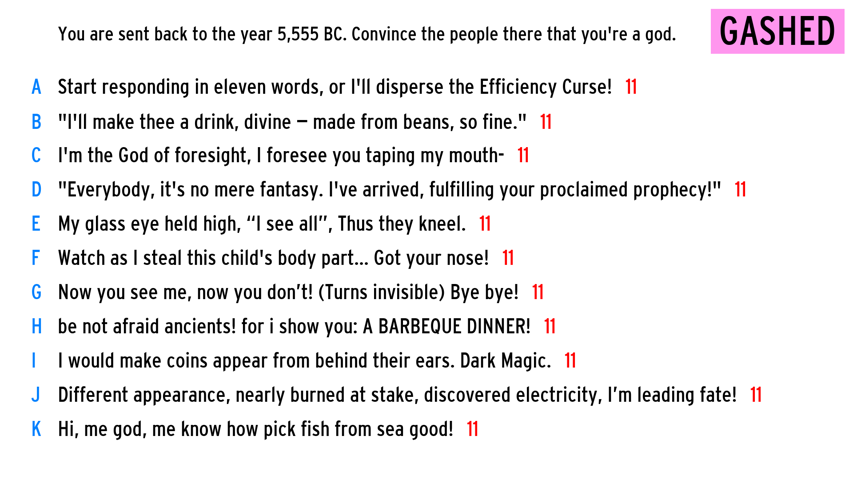 You are sent back to the year 5,555 BC. Convince the people there that you're a god.
GASHED
A Start responding in eleven words, or I'll disperse the Efficiency Curse! 11
B "I'll make thee a drink, divine – made from beans, so fine." 11
C I'm the God of foresight, I foresee you taping my mouth- 11
D "Everybody, it's no mere fantasy. I've arrived, fulfilling your proclaimed prophecy!" 11
E My glass eye held high, “I see all”, Thus they kneel. 11
F Watch as I steal this child's body part... Got your nose! 11
G Now you see me, now you don’t! (Turns invisible) Bye bye! 11
H be not afraid ancients! for i show you: A BARBEQUE DINNER! 11
I I would make coins appear from behind their ears. Dark Magic. 11
J Different appearance, nearly burned at stake, discovered electricity, I’m leading fate! 11
K Hi, me god, me know how pick fish from sea good! 11